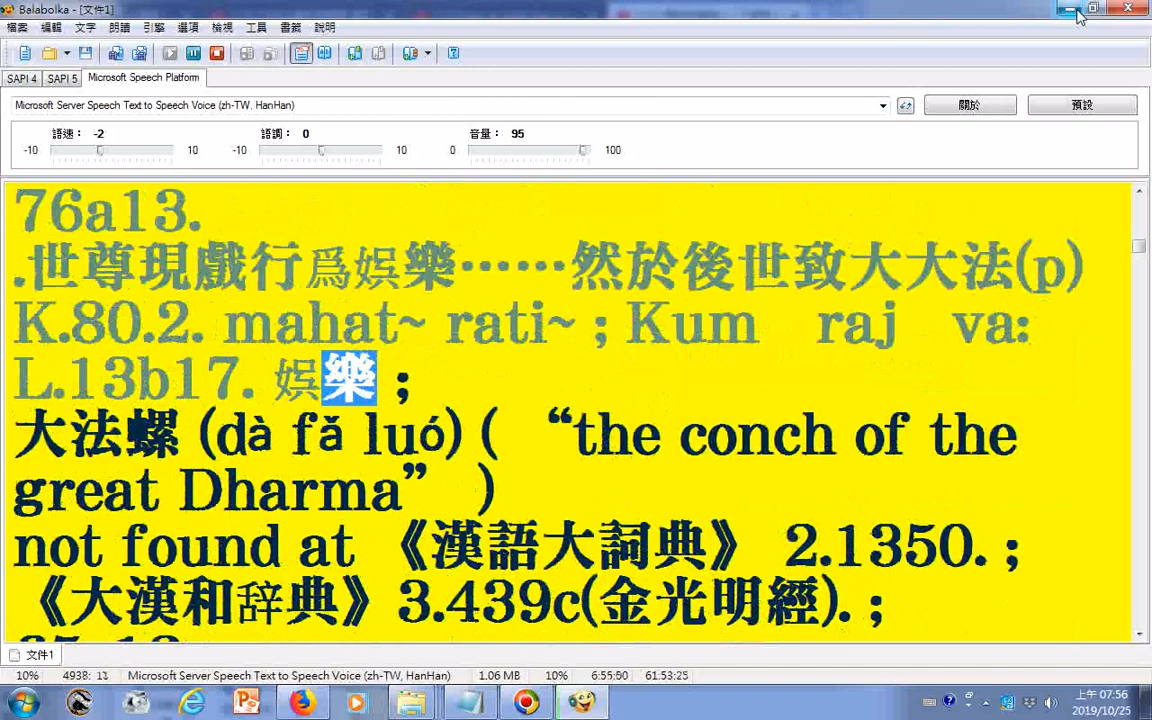 Balabolka - [文件1]
檔案 編輯 文字 朗讀 引擎 選項 檢視 工具 書籤 說明
SAPI 4 SAPI 5 Microsoft Speech Platform
Microsoft Server Speech Text to Speech Voice (zh-TW, HanHan) 關於 預設
語速： -2 語調： 0 音量： 95
-10 10 -10 10 0 100
76a13.
.世尊現戲行爲娯樂……然於後世致大大法(p)
K.80.2. mahat~ rati~ ; Kum raj va:
L.13b17. 娯樂 ;
大法螺 (dà fǎ luó) ( “the conch of the
great Dharma” )
not found at 《漢語大詞典》 2.1350. ;
《大漢和辞典》 3.439c(金光明經). ;
文件1
10% 4938: 11 Microsoft Server Speech Text to Speech Voice (zh-TW, HanHan) 1.06 MB 10% 6:55:50 61:53:25
上午 07:56
2019/10/25